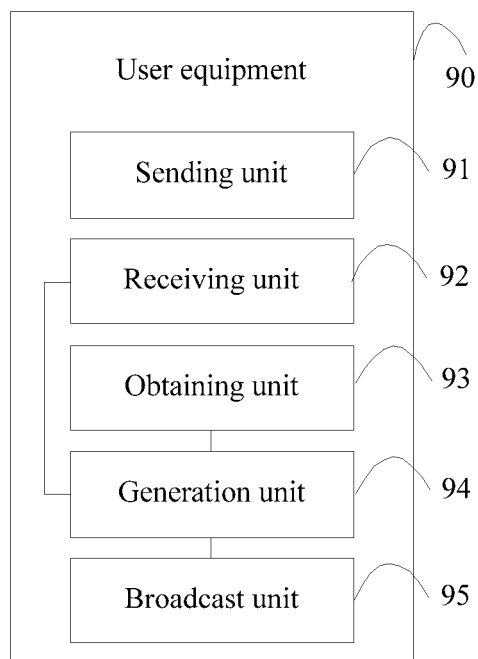 User equipment
90
Sending unit
91
Receiving unit
92
Obtaining unit
93
Generation unit
94
Broadcast unit
95